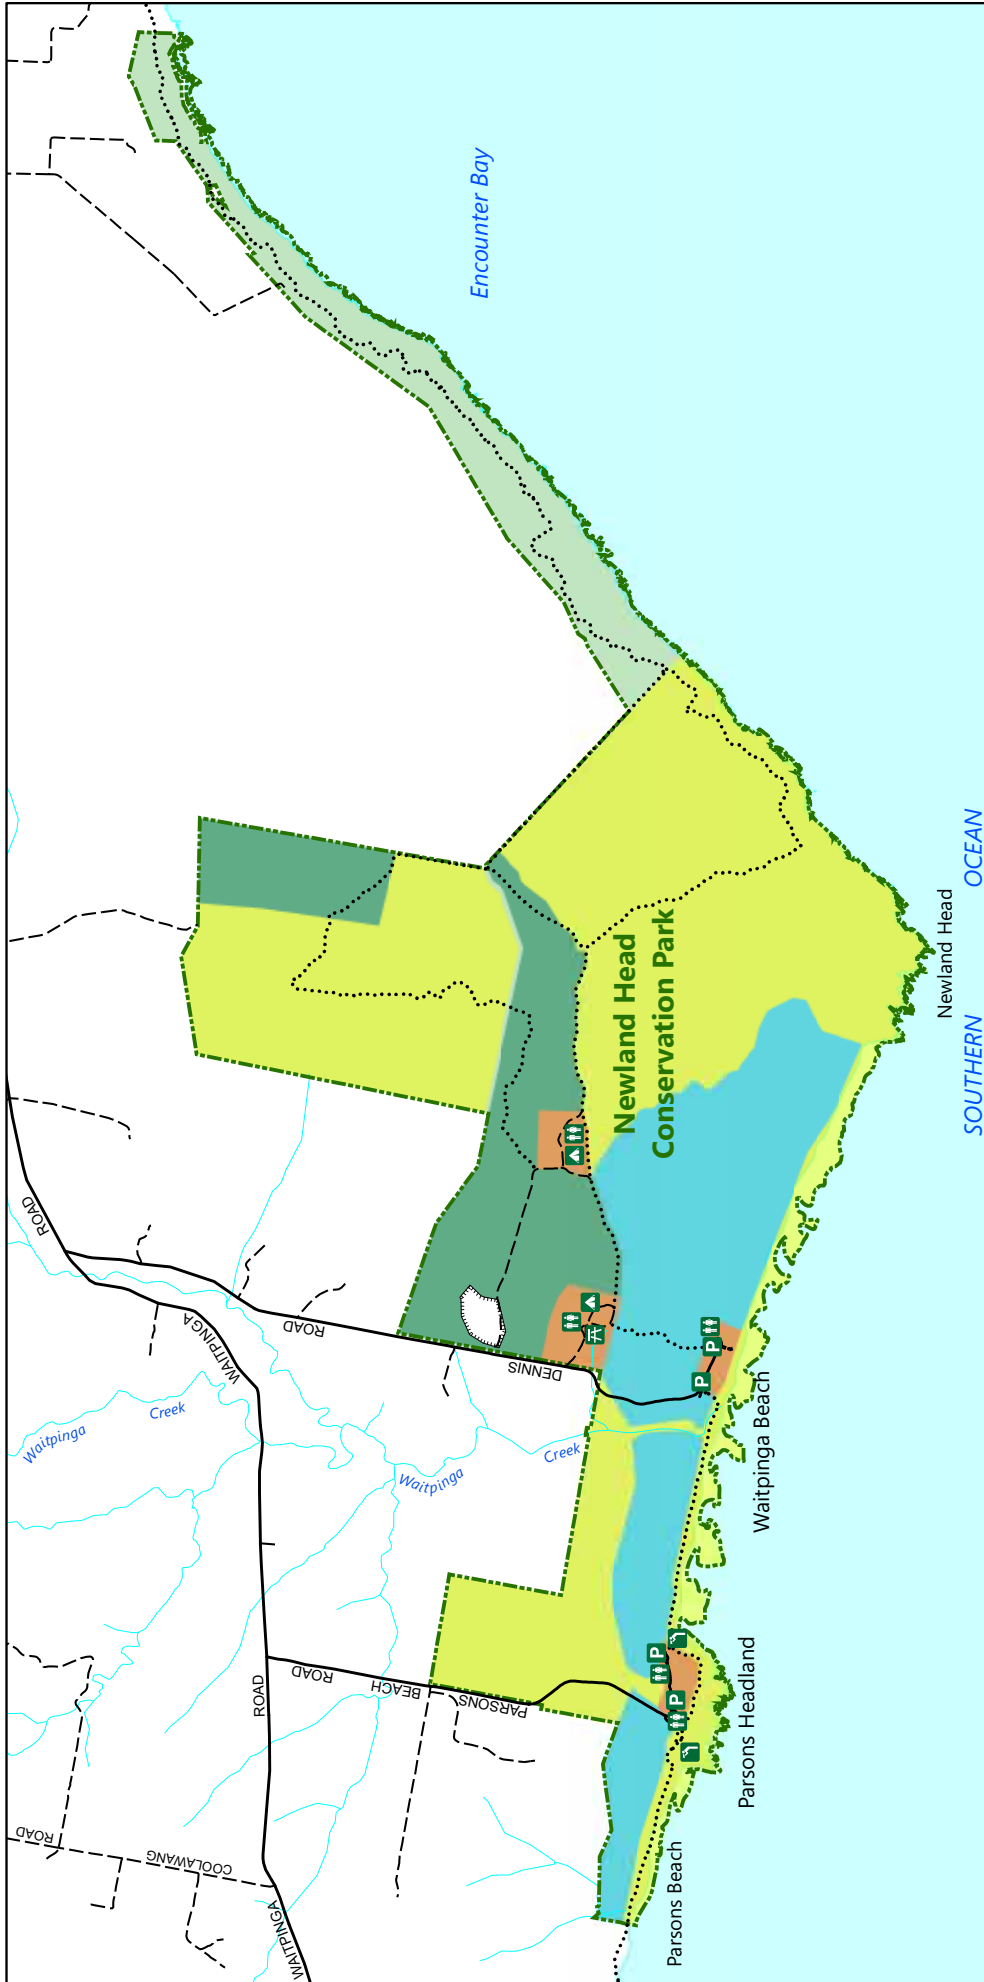 Encounter Bay
SOUTHERN OCEAN
Newland Head
Newland Head
Conservation Park
ROAD
WAITPINGA
ROAD
DENNIS
Waitpinga
Creek
Waitpinga
Creek
Waitpinga Beach
P
P
ROAD
ROAD
BEACH
PARSONS
P
P
Parsons Headland
Parsons Beach
ROAD
COOLAWANG
WAITPINGA